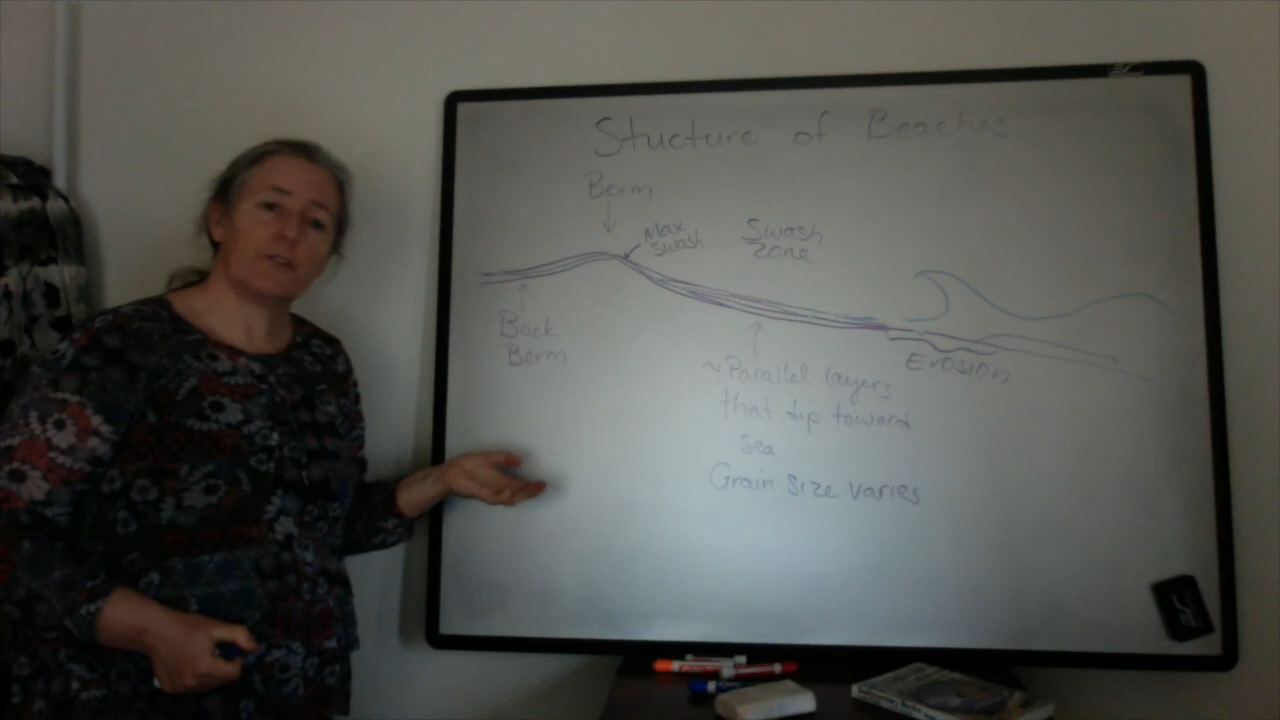 Stucture of Beaches
Berm
Max
swash
Swash
Zone
Back
Berm
Erosion
~Parallel layers
that dip toward
sea
Grain size varies